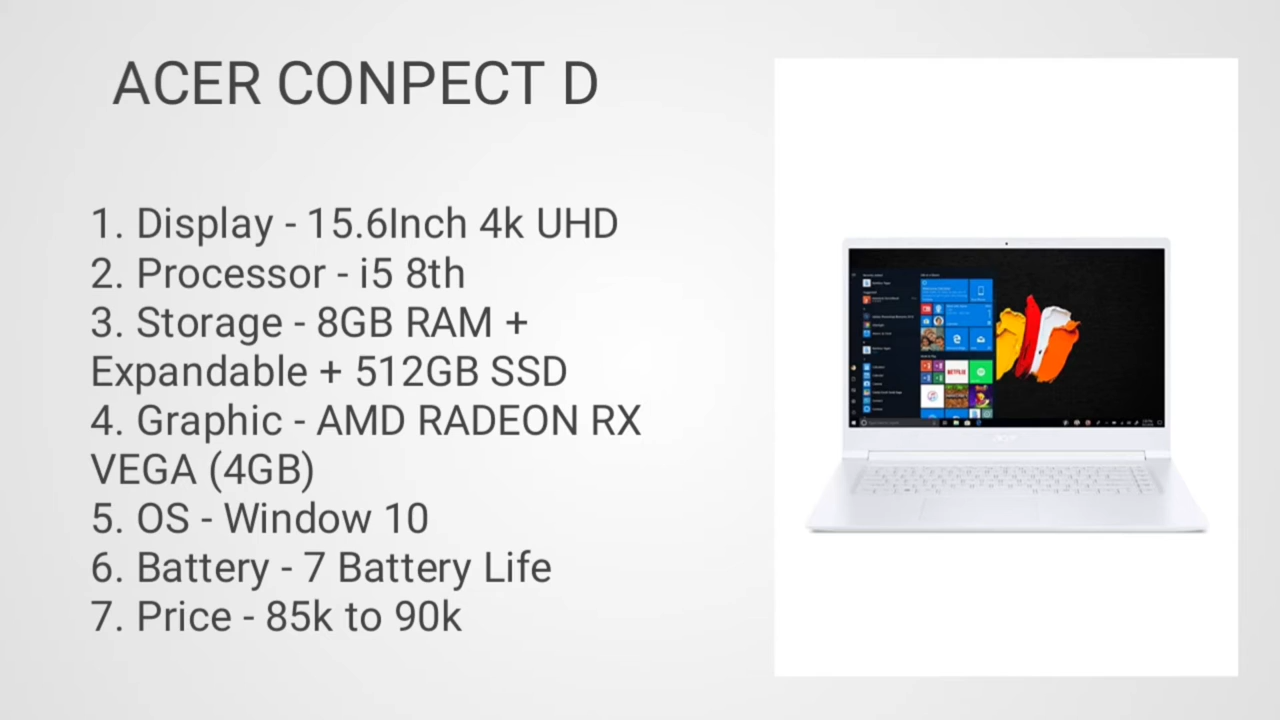 ACER CONPECT D
1. Display - 15.6Inch 4k UHD
2. Processor - i5 8th
3. Storage - 8GB RAM +
Expandable + 512GB SSD
4. Graphic - AMD RADEON RX
VEGA (4GB)
5. OS - Window 10
6. Battery - 7 Battery Life
7. Price - 85k to 90k
NETFLIX
acer